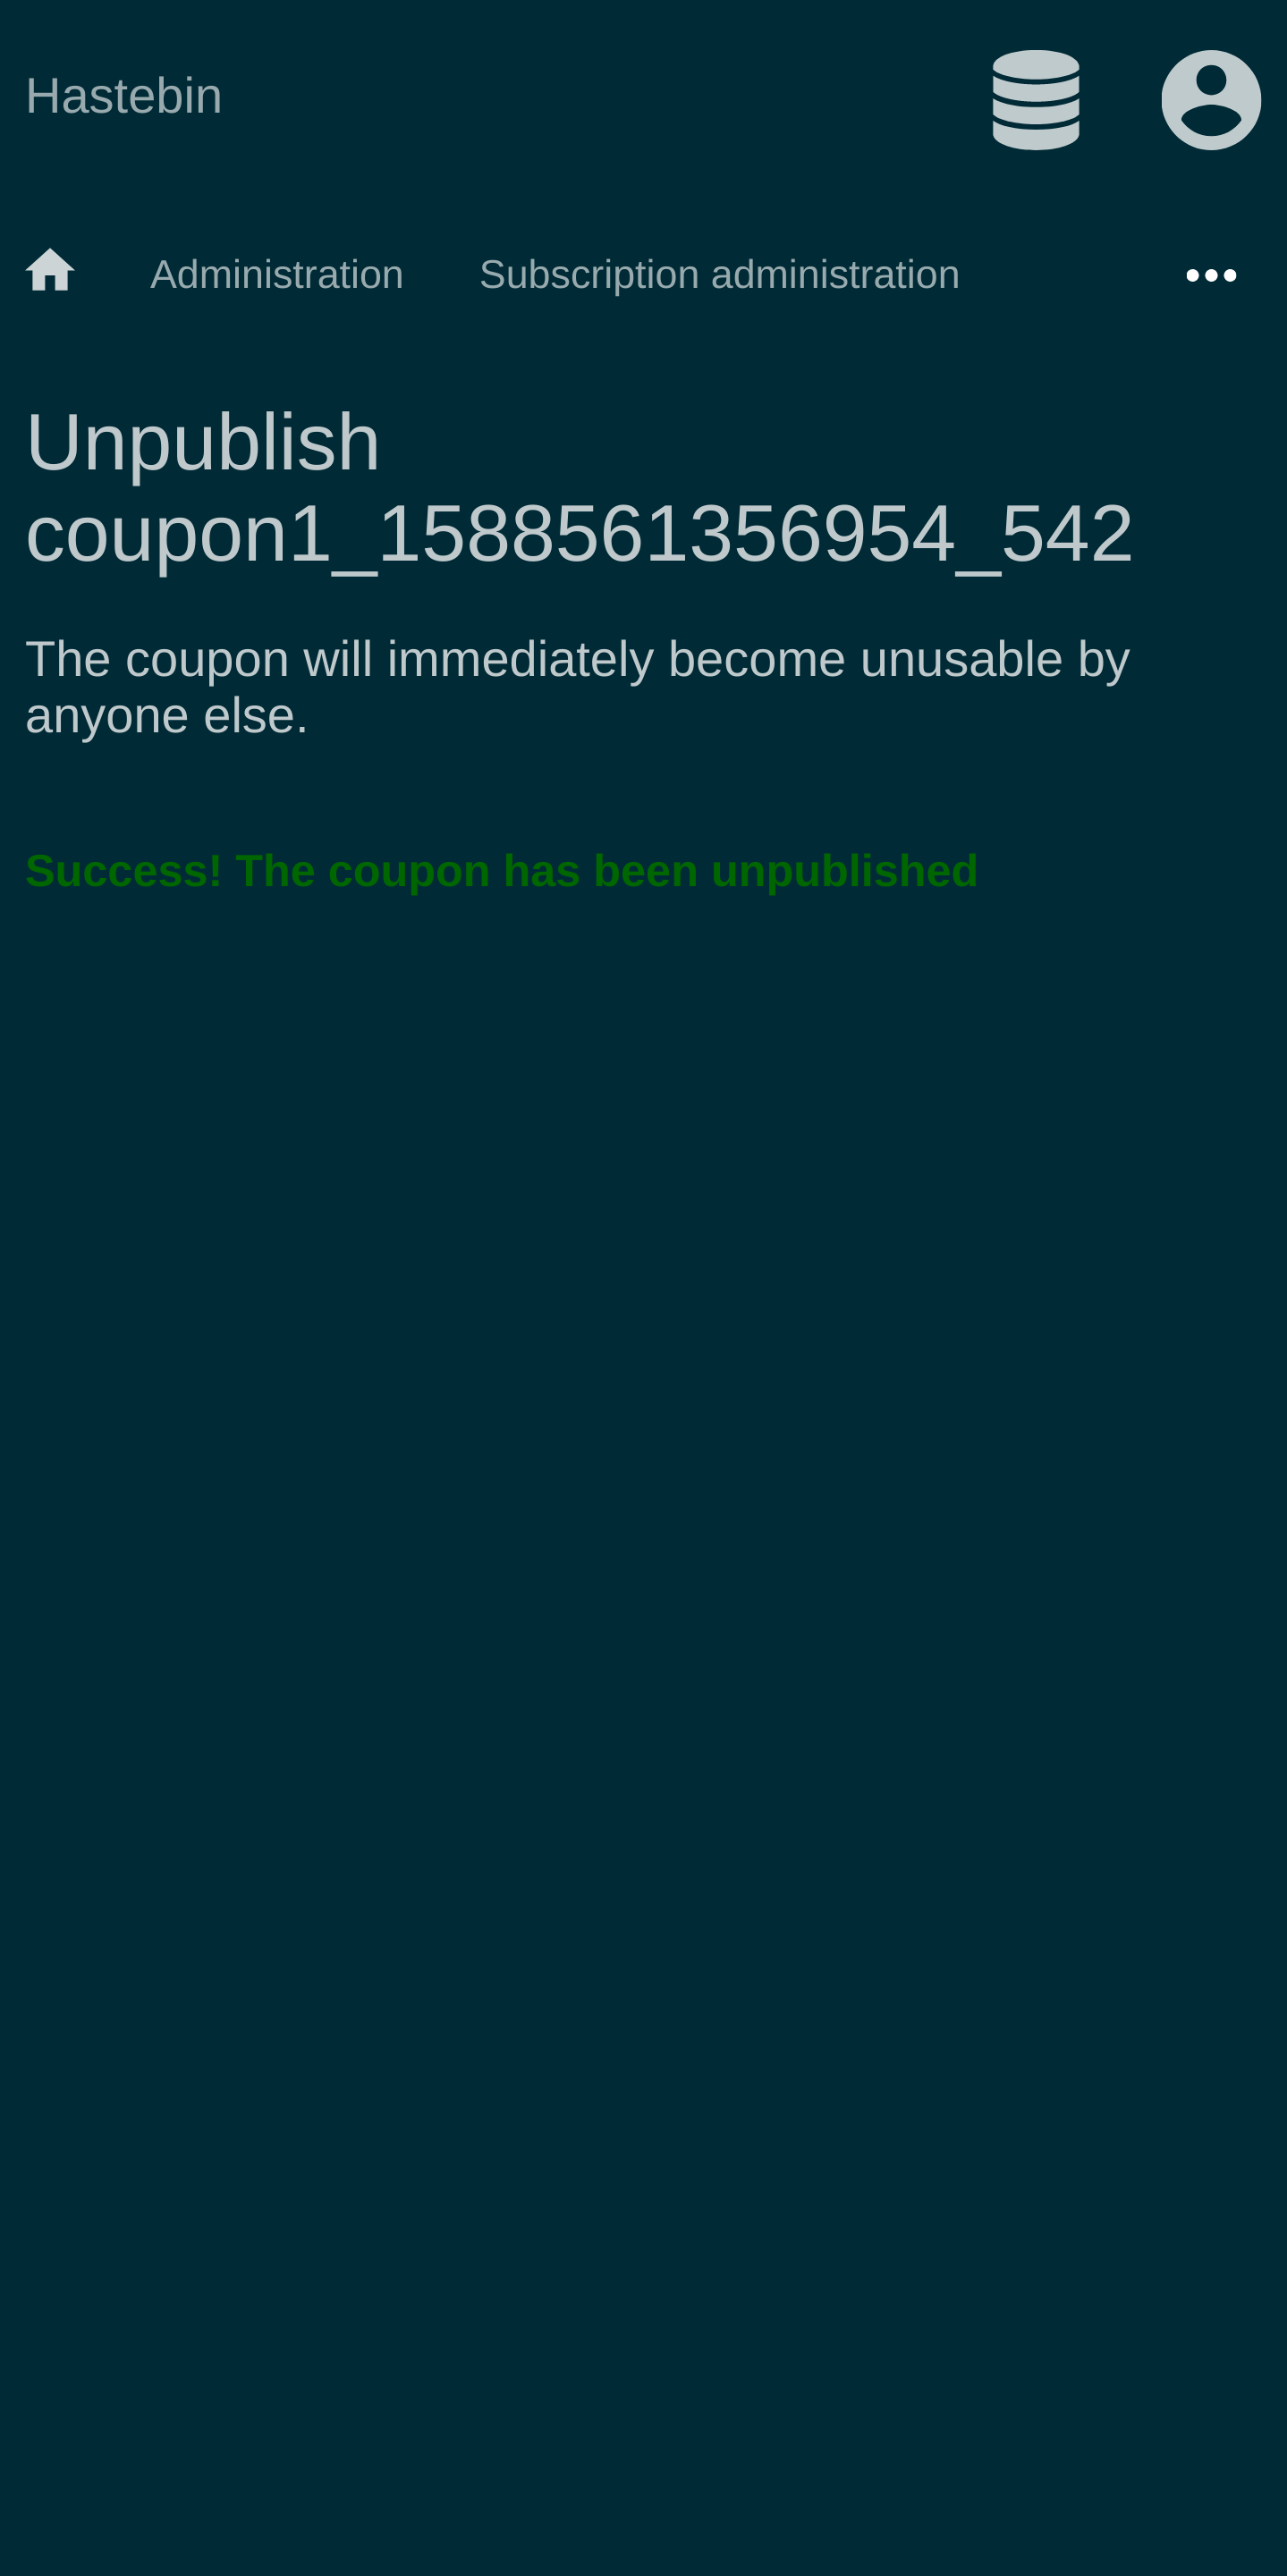 Hastebin
Administration Subscription administration
Unpublish
coupon1_1588561356954_542
The coupon will immediately become unusable by
anyone else.
Success! The coupon has been unpublished